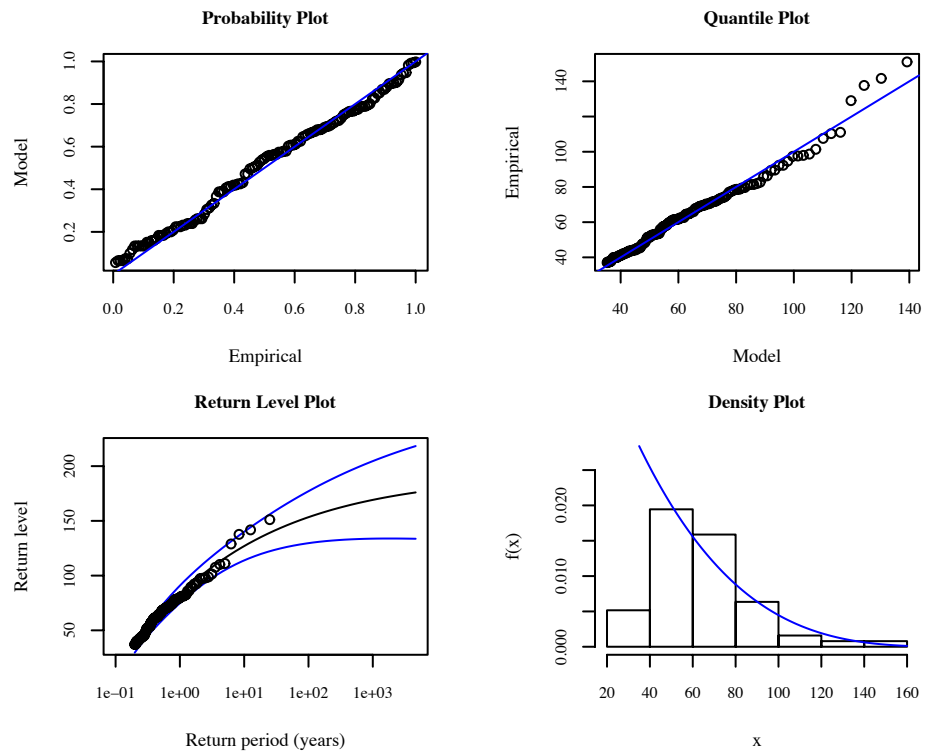 Probability Plot
Model
0.2 0.4 0.6 0.8 1.0
0.0 0.2 0.4 0.6 0.8 1.0
Empirical
Quantile Plot
Empirical
40 60 80 100 140
40 60 80 100 120 140
Model
Return Level Plot
Return level
50 100 150 200
1e−01 1e+00 1e+01 1e+02 1e+03
Return period (years)
Density Plot
f(x)
0.000 0.010 0.020
20 40 60 80 100 120 140 160
x